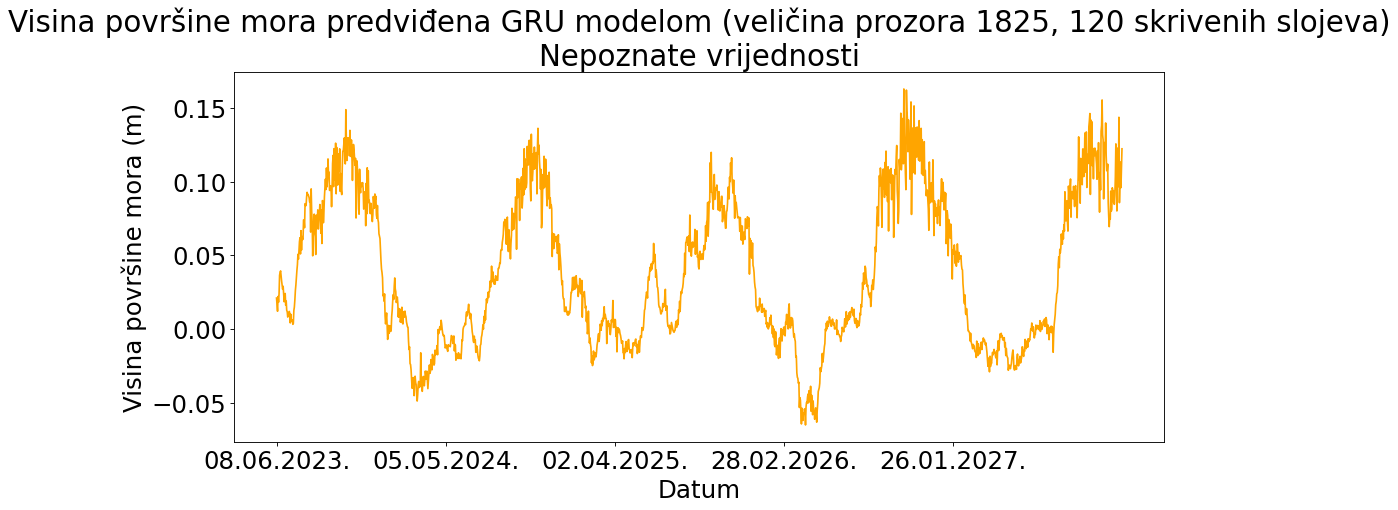 Visina površine mora predviđena GRU modelom (veličina prozora 1825, 120 skrivenih slojeva)
Nepoznate vrijednosti
Visina površine mora (m)
0.15
0.10
0.05
0.00
−0.05
08.06.2023. 05.05.2024. 02.04.2025. 28.02.2026. 26.01.2027.
Datum